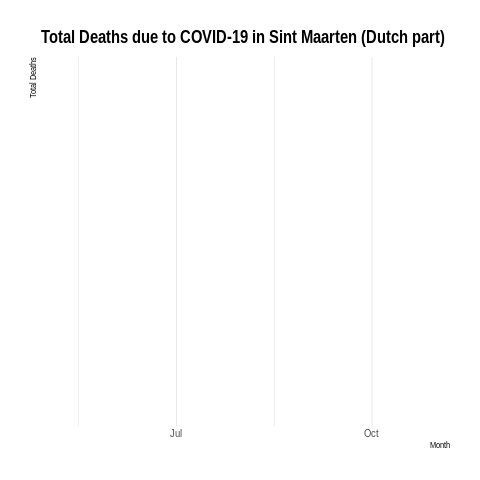 Total Deaths due to COVID-19 in Sint Maarten (Dutch part)
Total Deaths
Jul Oct
Month